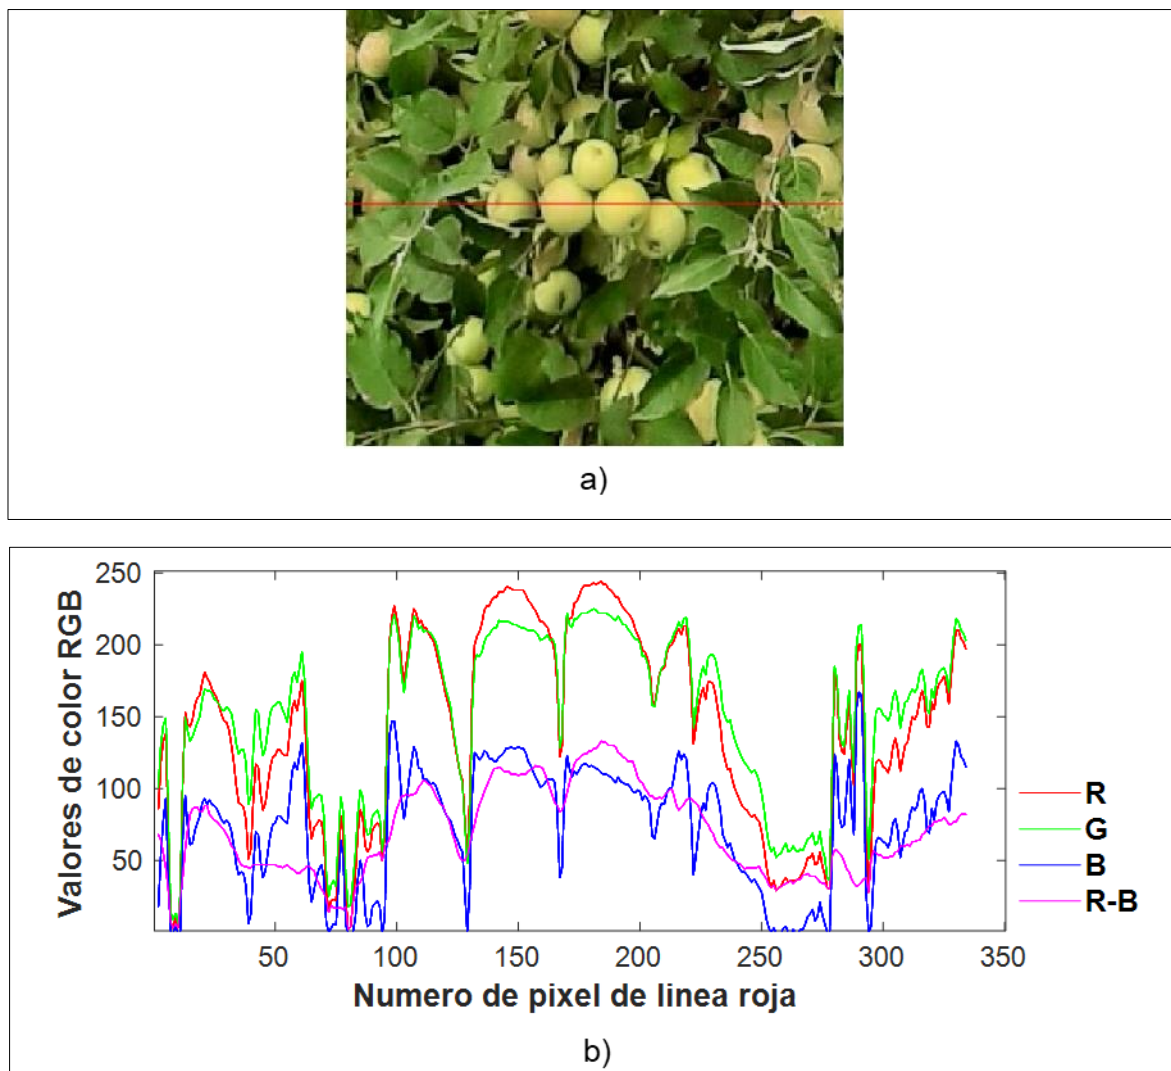 a)
250
200
150
100
50
Valores de color RGB
50 100 150 200 250 300 350
Numero de pixel de linea roja
R
G
B
R-B
b)